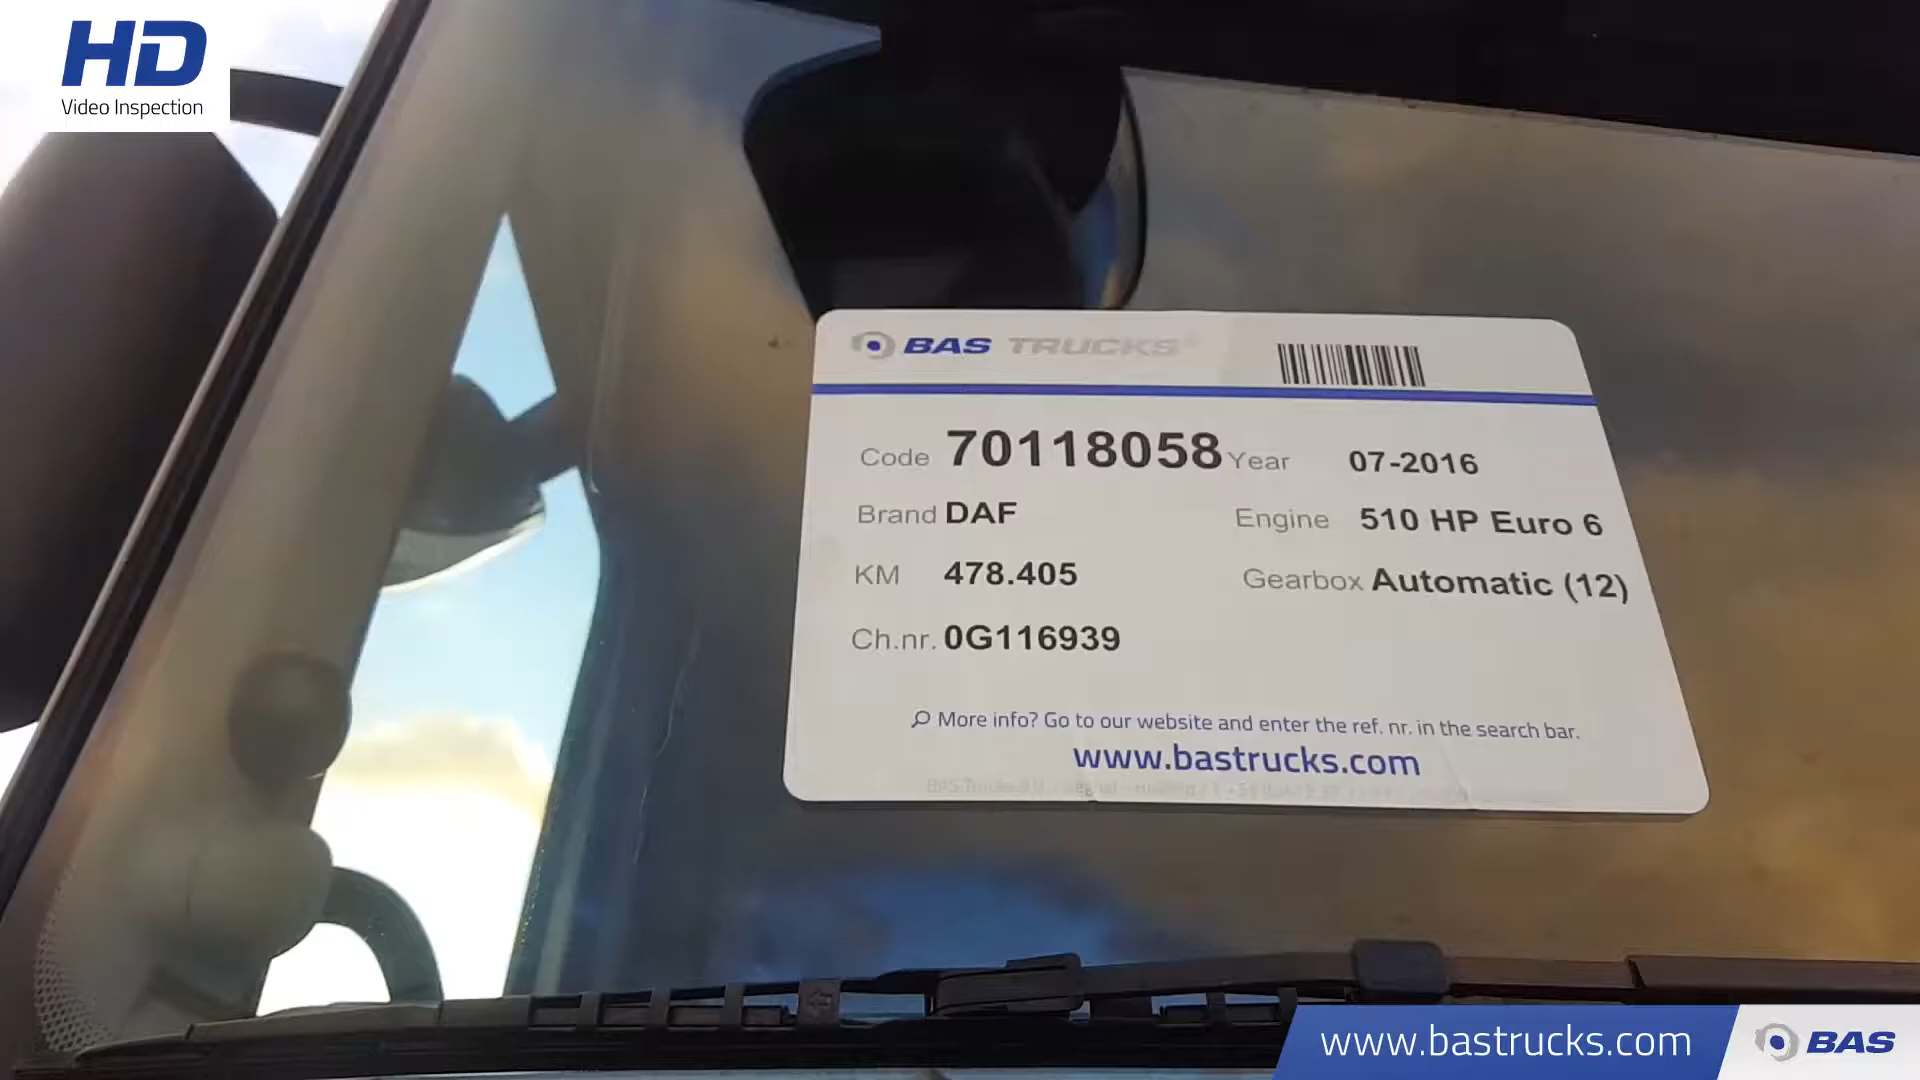 HD
Video Inspection
BAS TRUCKS
Code 70118058 Year 07-2016
Brand DAF Engine 510 HP Euro 6
KM 478.405 Gearbox Automatic (12)
Ch.nr. 0G116939
More info? Go to our website and enter the ref. nr. in the search bar.
www.bastrucks.com
www.bastrucks.com BAS